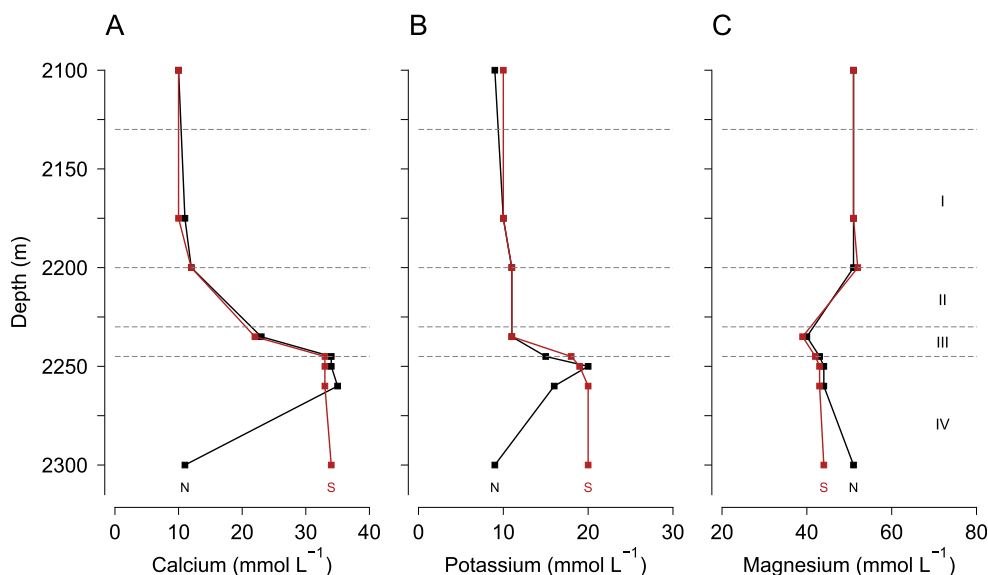 A
B
C
2100
2150
2200
2250
2300
Depth (m)
I
II
III
IV
N
S
N
S
S
N
0
10
20
30
40
0
10
20
30
20
40
60
80
Calcium (mmol L⁻¹)
Potassium (mmol L⁻¹)
Magnesium (mmol L⁻¹)